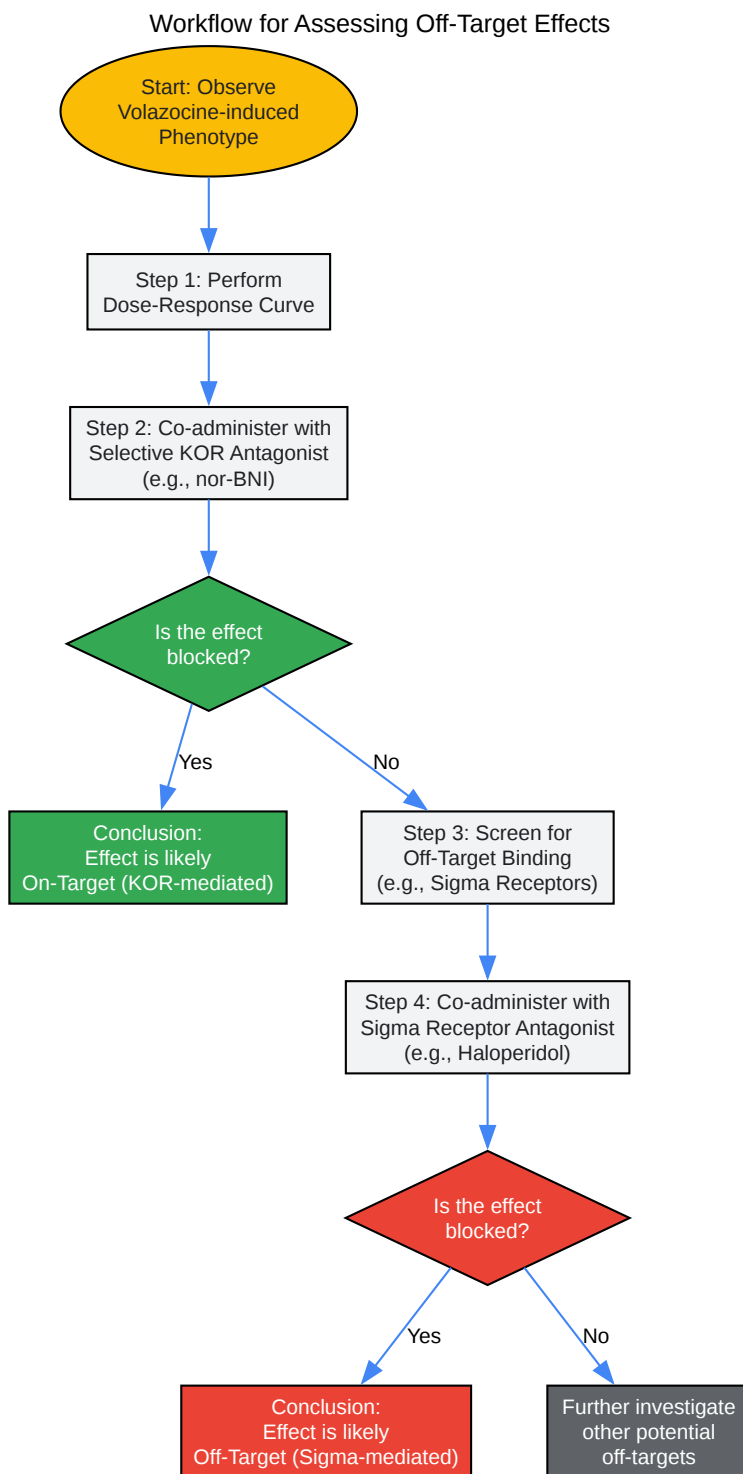 Workflow for Assessing Off-Target Effects
Start: Observe
Volazocine-induced
Phenotype
Step 1: Perform
Dose-Response Curve
Step 2: Co-administer with
Selective KOR Antagonist
(e.g., nor-BNI)
Is the effect
blocked?
Yes
No
Conclusion:
Effect is likely
On-Target (KOR-mediated)
Step 3: Screen for
Off-Target Binding
(e.g., Sigma Receptors)
Step 4: Co-administer with
Sigma Receptor Antagonist
(e.g., Haloperidol)
Is the effect
blocked?
Yes
No
Conclusion:
Effect is likely
Off-Target (Sigma-mediated)
Further investigate
other potential
off-targets